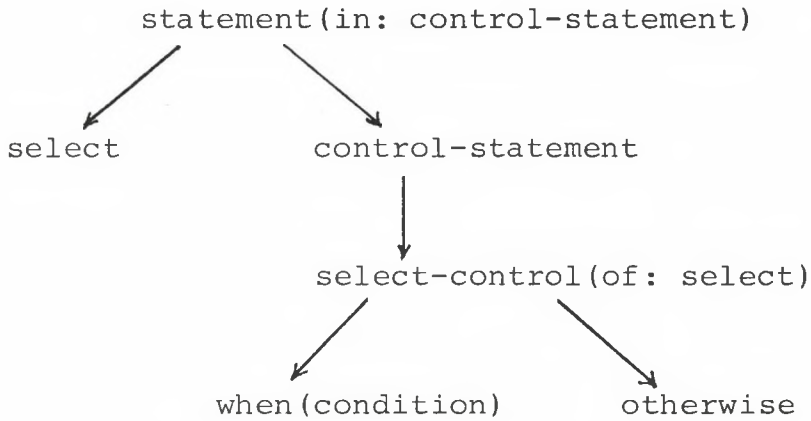 statement(in: control-statement)
select control-statement
select-control(of: select)
when(condition) otherwise